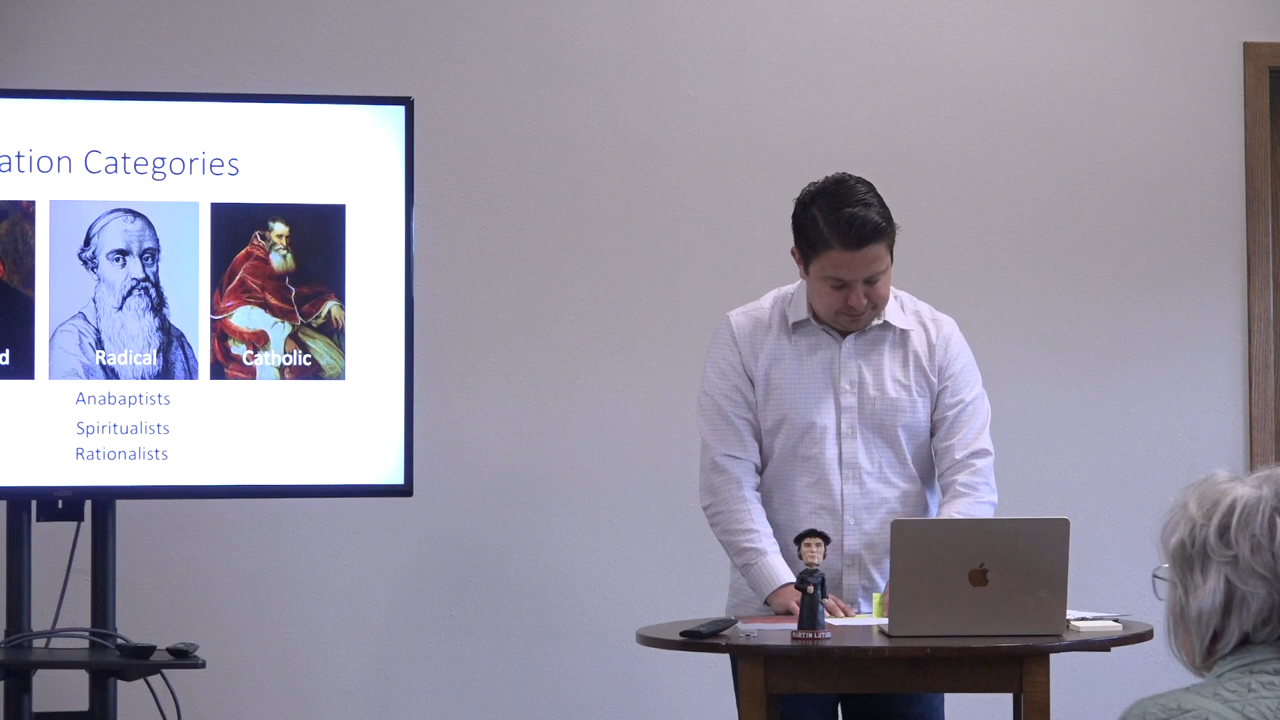 ation Categories
d
Radical
Catholic
Anabaptists
Spiritualists
Rationalists
MARTIN LUTHER